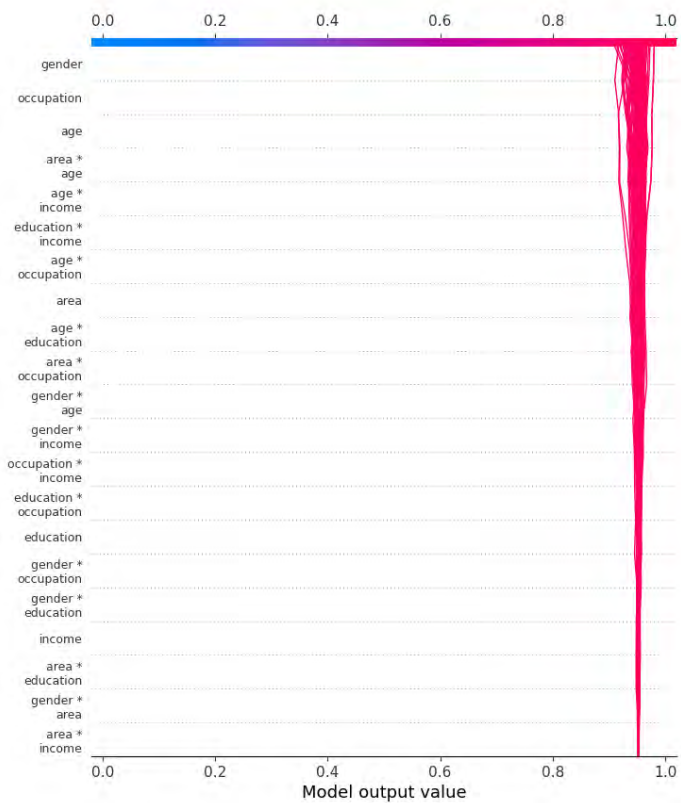 0.0 0.2 0.4 0.6 0.8 1.0
gender
occupation
age
area *
age
age *
income
education *
income
age *
occupation
area
age *
education
area *
occupation
gender *
age
gender *
income
occupation *
income
education *
occupation
education
gender *
occupation
gender *
education
income
area *
education
gender *
area
area *
income
0.0 0.2 0.4 0.6 0.8 1.0
Model output value